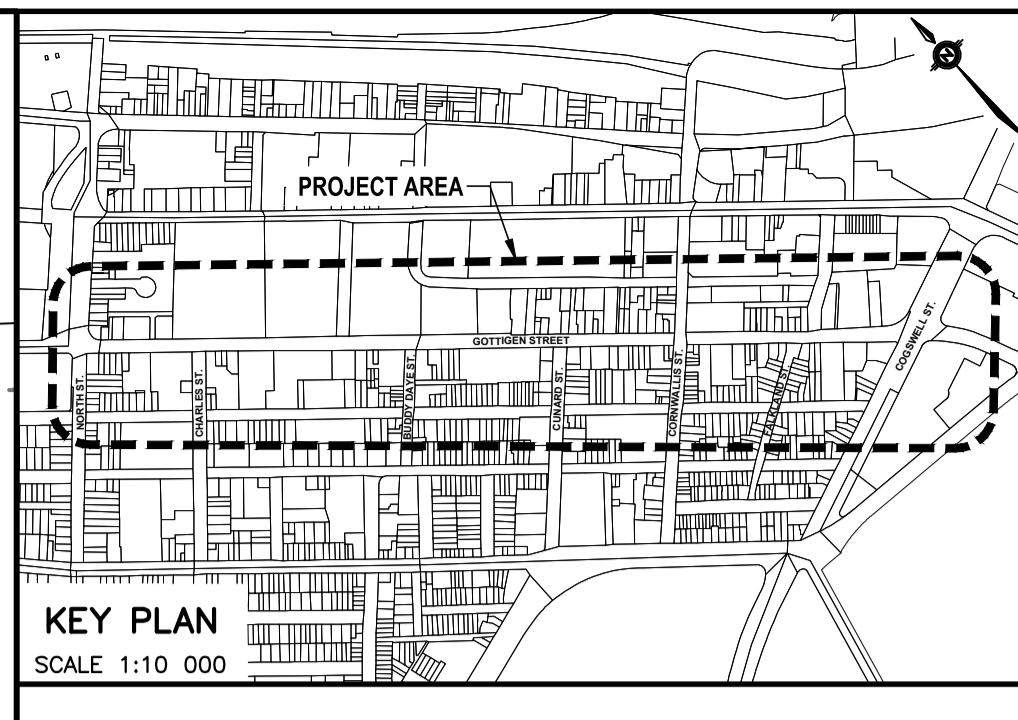 N
PROJECT AREA
GOTTIGEN STREET
NORTH ST.
CHARLES ST.
BUDDY DAYE ST.
CUNARD ST.
CORNWALLIS ST.
FALKLAND ST.
COGSWELL ST.
KEY PLAN
SCALE 1:10 000